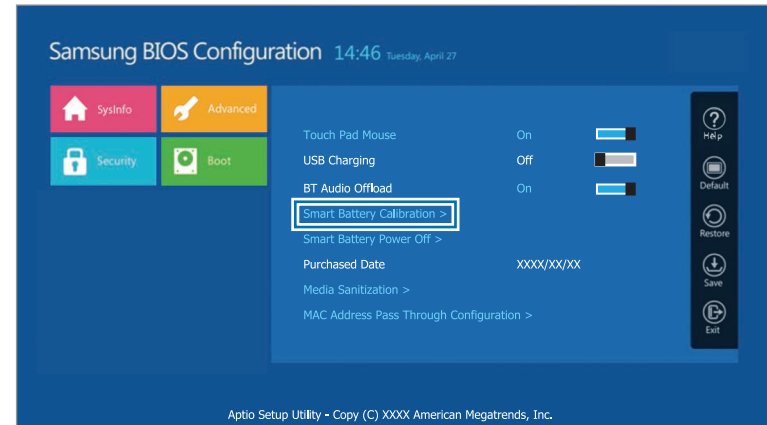 Samsung BIOS Configuration 14:46 Tuesday, April 27
SysInfo
Advanced
Security
Boot
Touch Pad Mouse On
USB Charging Off
BT Audio Offload On
Smart Battery Calibration >
Smart Battery Power Off >
Purchased Date XXXX/XX/XX
Media Sanitization >
MAC Address Pass Through Configuration >
Help
Default
Restore
Save
Exit
Aptio Setup Utility - Copy (C) XXXX American Megatrends, Inc.